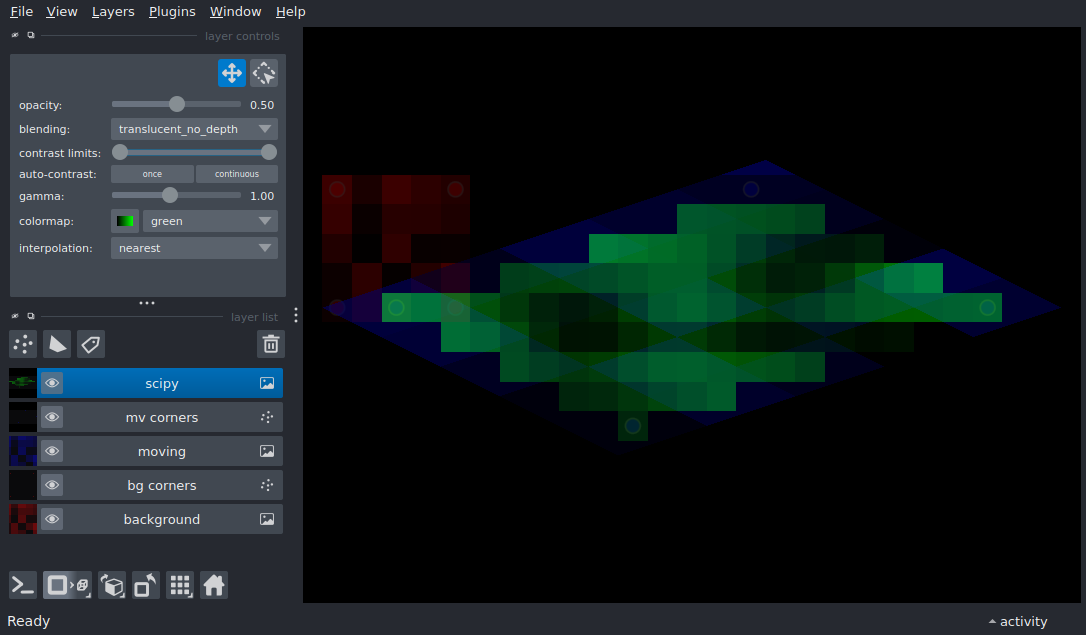 File View Layers Plugins Window Help
layer controls
opacity: 0.50
blending: translucent_no_depth
contrast limits:
auto-contrast: once continuous
gamma: 1.00
colormap: green
interpolation: nearest
layer list
scipy
mv corners
moving
bg corners
background
Ready
activity